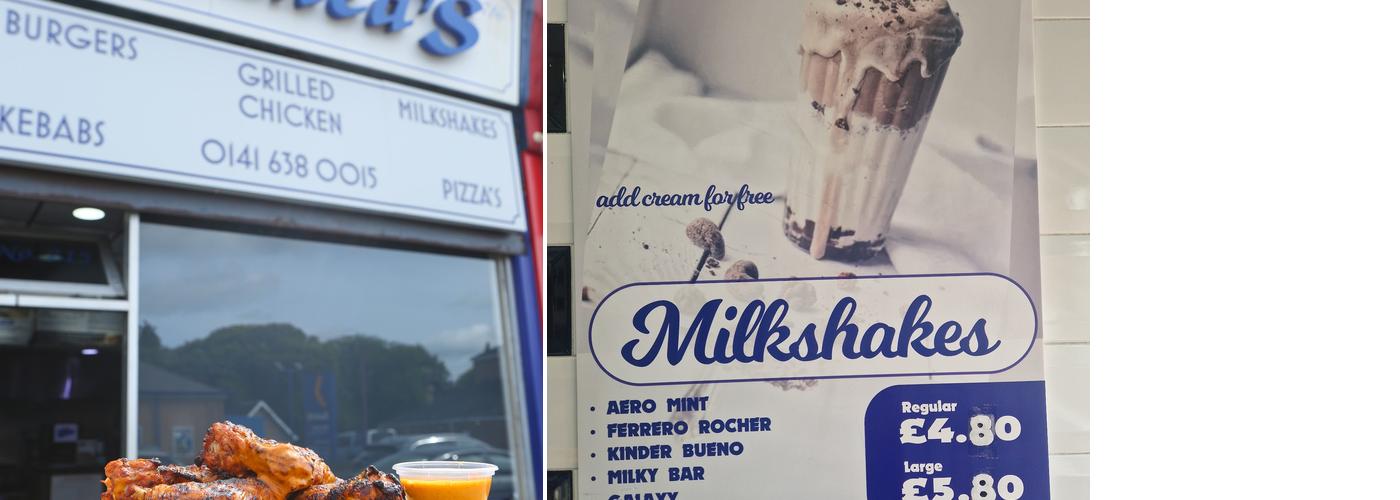 BURGERS
GRILLED
CHICKEN
MILKSHAKES
KEBABS
0141 638 0015
PIZZA'S
add cream for free
Milkshakes
• AERO MINT
• FERRERO ROCHER
• KINDER BUENO
• MILKY BAR
GALAXY
Regular
£4.80
Large
£5.80